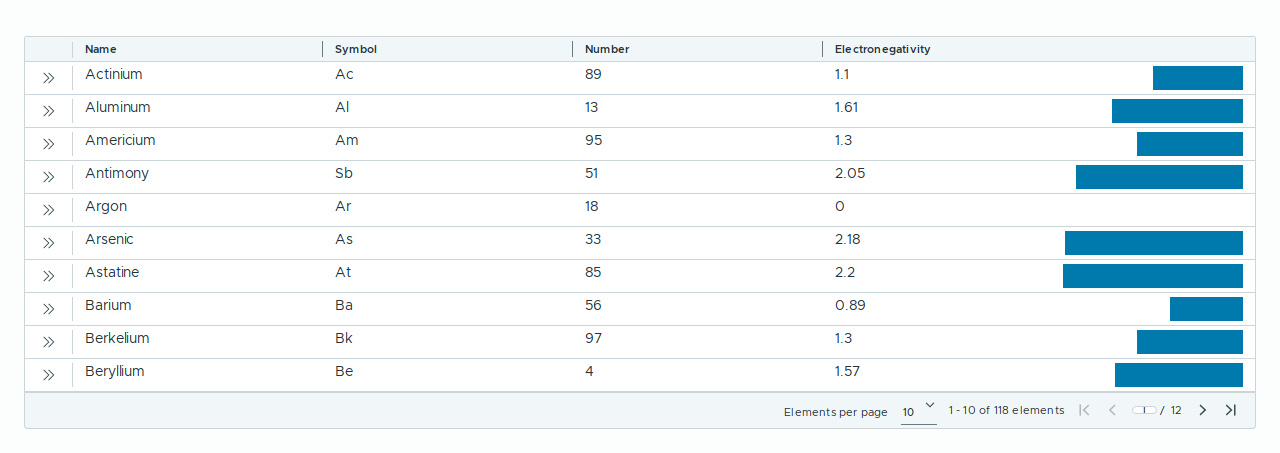 Name Symbol Number Electronegativity
Actinium Ac 89 1.1
Aluminum Al 13 1.61
Americium Am 95 1.3
Antimony Sb 51 2.05
Argon Ar 18 0
Arsenic As 33 2.18
Astatine At 85 2.2
Barium Ba 56 0.89
Berkelium Bk 97 1.3
Beryllium Be 4 1.57
Elements per page 10 1 - 10 of 118 elements 1 / 12